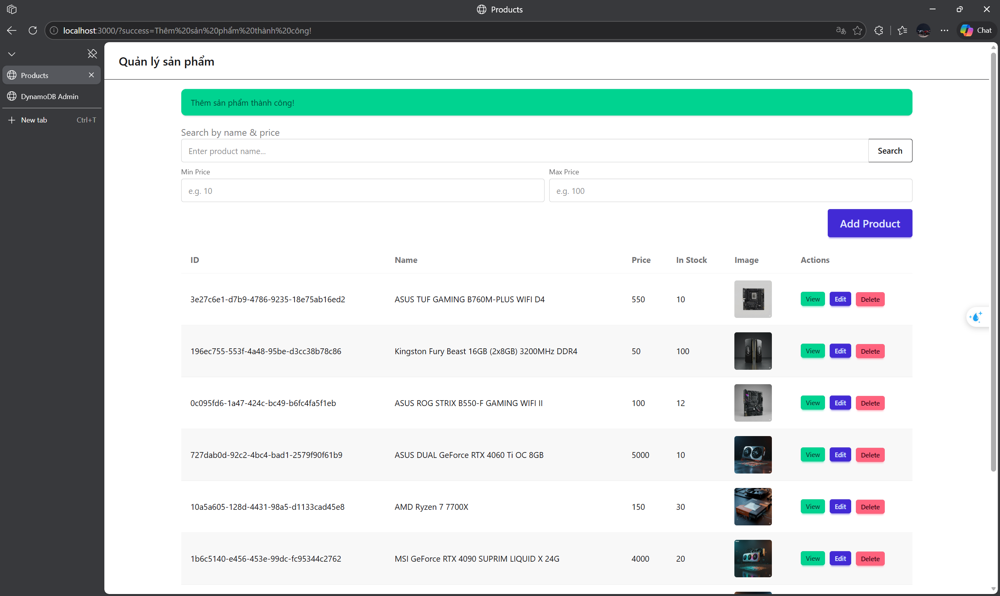 Products
localhost:3000/?success=Thêm%20sản%20phẩm%20thành%20công!
Chat
Products
DynamoDB Admin
New tab Ctrl+T
Quản lý sản phẩm
Thêm sản phẩm thành công!
Search by name & price
Enter product name... Search
Min Price Max Price
e.g. 10 e.g. 100
Add Product
ID Name Price In Stock Image Actions
3e27c6e1-d7b9-4786-9235-18e75ab16ed2 ASUS TUF GAMING B760M-PLUS WIFI D4 550 10 View Edit Delete
196ec755-553f-4a48-95be-d3cc38b78c86 Kingston Fury Beast 16GB (2x8GB) 3200MHz DDR4 50 100 View Edit Delete
0c095fd6-1a47-424c-bc49-b6fc4fa5f1eb ASUS ROG STRIX B550-F GAMING WIFI II 100 12 View Edit Delete
727dab0d-92c2-4bc4-bad1-2579f90f61b9 ASUS DUAL GeForce RTX 4060 Ti OC 8GB 5000 10 View Edit Delete
10a5a605-128d-4431-98a5-d1133cad45e8 AMD Ryzen 7 7700X 150 30 View Edit Delete
1b6c5140-e456-453e-99dc-fc95344c2762 MSI GeForce RTX 4090 SUPRIM LIQUID X 24G 4000 20 View Edit Delete